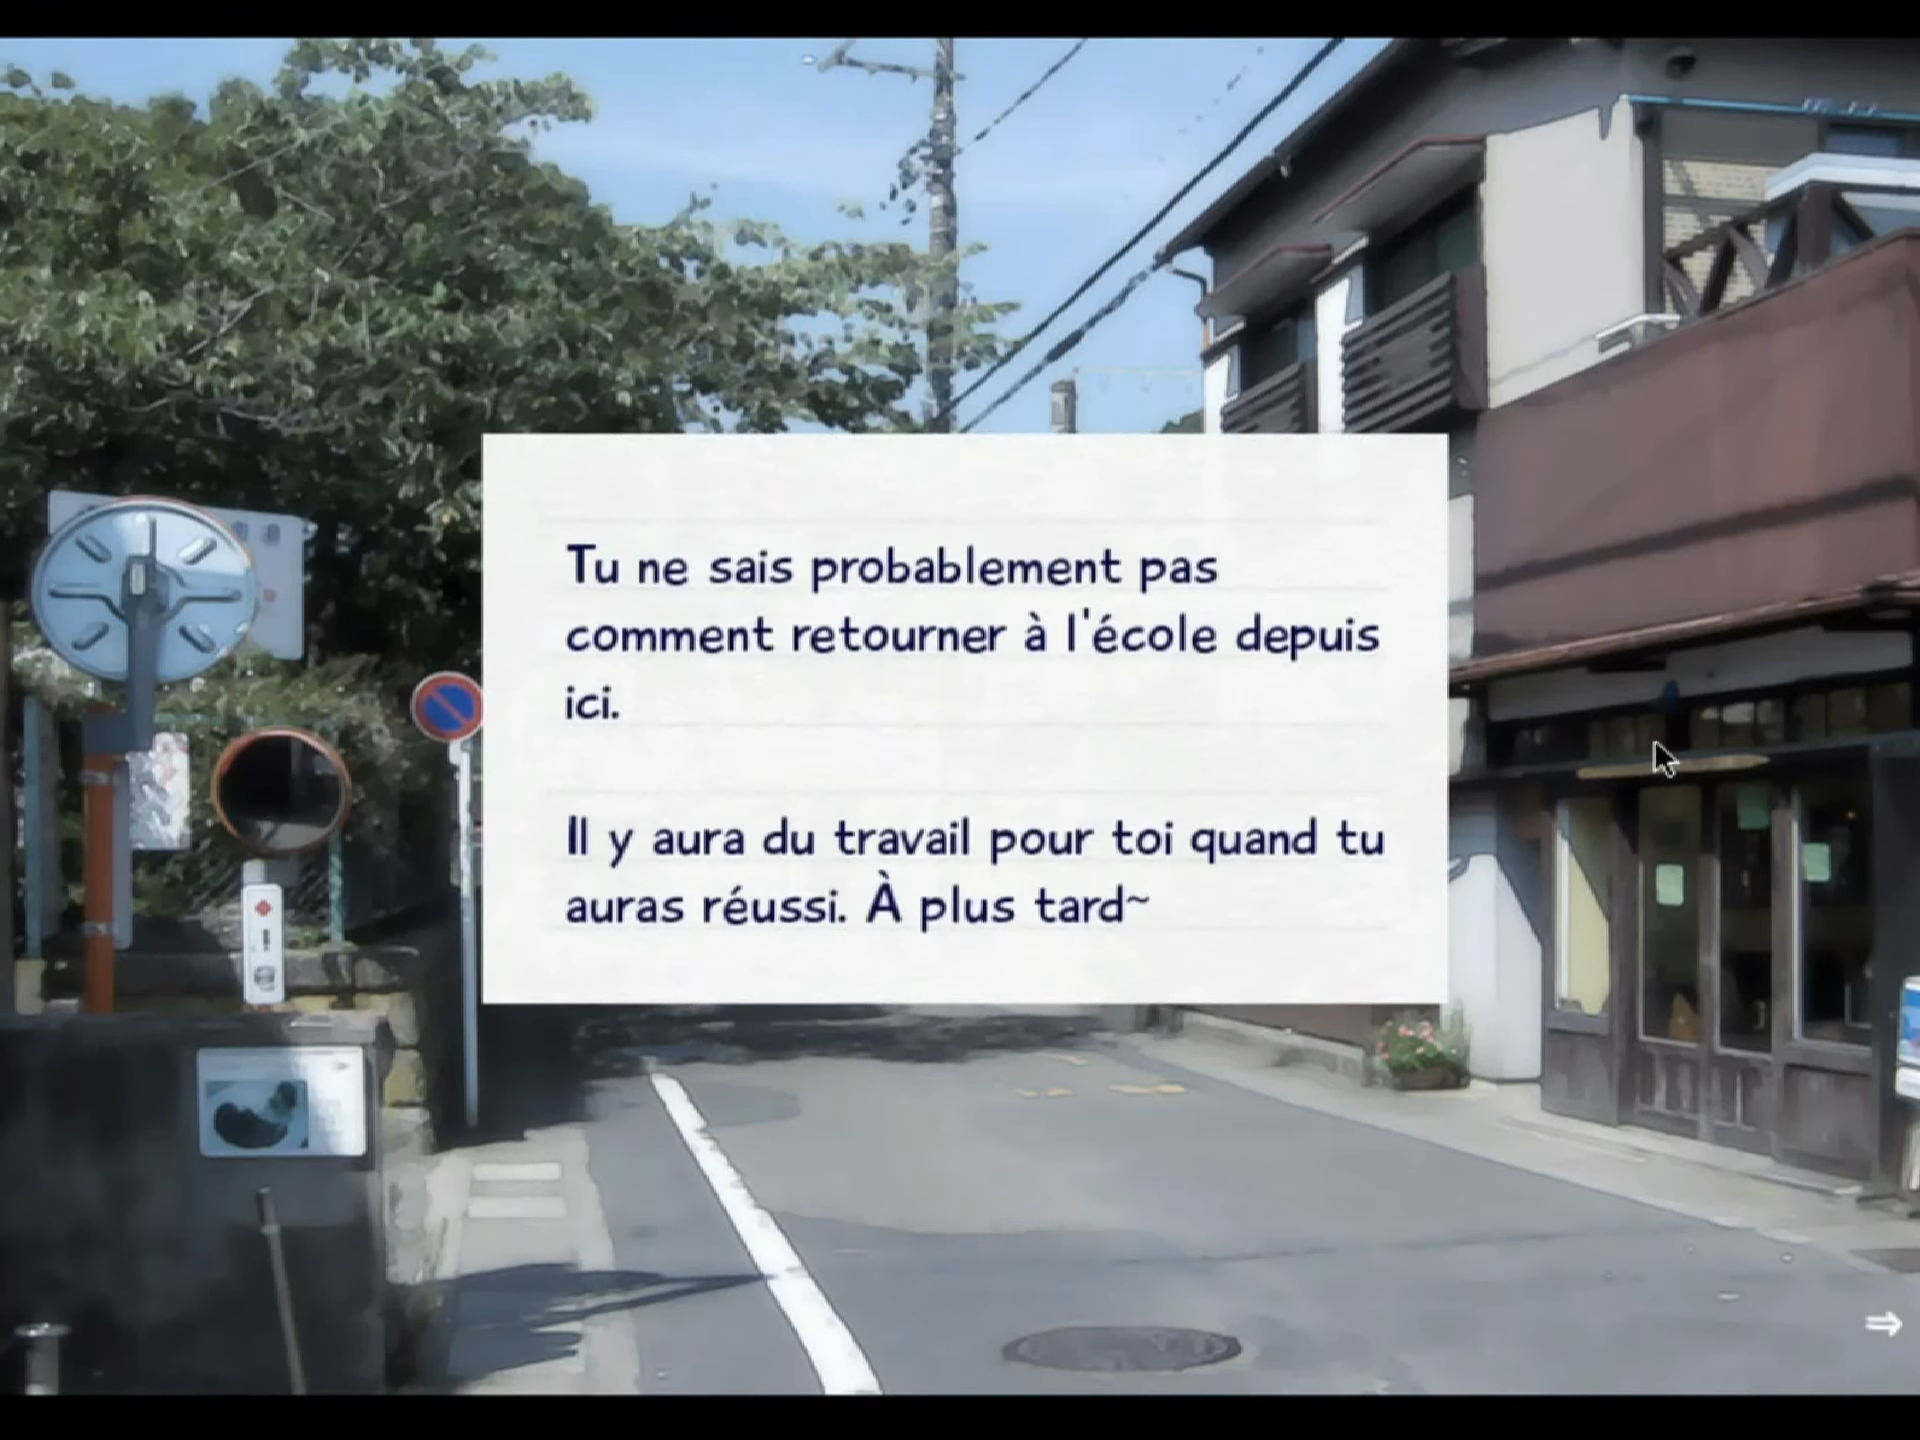 Tu ne sais probablement pas
comment retourner à l'école depuis
ici.
Il y aura du travail pour toi quand tu
auras réussi. À plus tard~
⇒